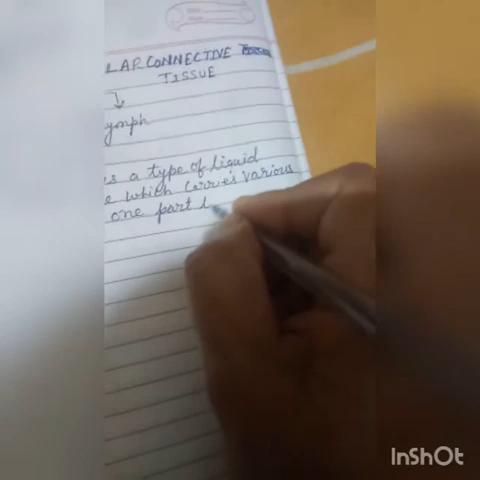 LAR CONNECTIVE
TISSUE
ymph
s a type of liquid
e which carries various
one part
InShOt